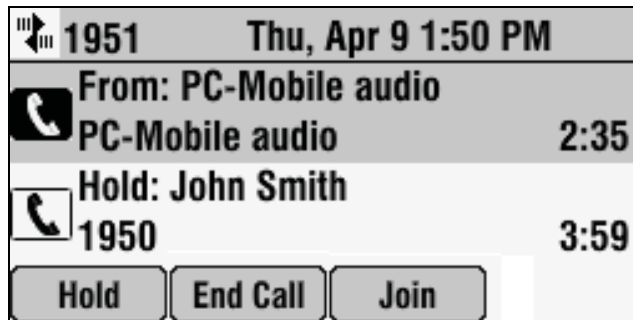 1951 Thu, Apr 9 1:50 PM
From: PC-Mobile audio
PC-Mobile audio 2:35
Hold: John Smith
1950 3:59
Hold End Call Join